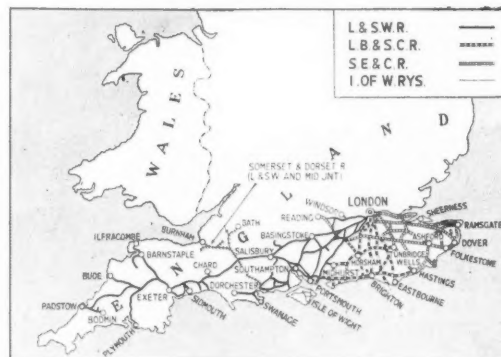 L & S.W.R.
L B & S.C.R.
S E & C R.
I. OF W. RYS.
WALES
ENGLAND
SOMERSET & DORSET R
(L & SW AND MID JNT)
LONDON
SHEERNESS
WINDSOR
BATH
READING
RAMSGATE
BURNHAM
BASINGSTOKE
ASHFORD
DOVER
ILFRACOMBE
SALISBURY
TUNBRIDGE
WELLS
FOLKESTONE
BARNSTAPLE
HORSHAM
CHARD
SOUTHAMPTON
MIDHURST
HASTINGS
BUDE
DORCHESTER
PORTSMOUTH
EASTBOURNE
BRIGHTON
PADSTOW
EXETER
SIDMOUTH
SWANAGE
ISLE OF WIGHT
BODMIN
PLYMOUTH